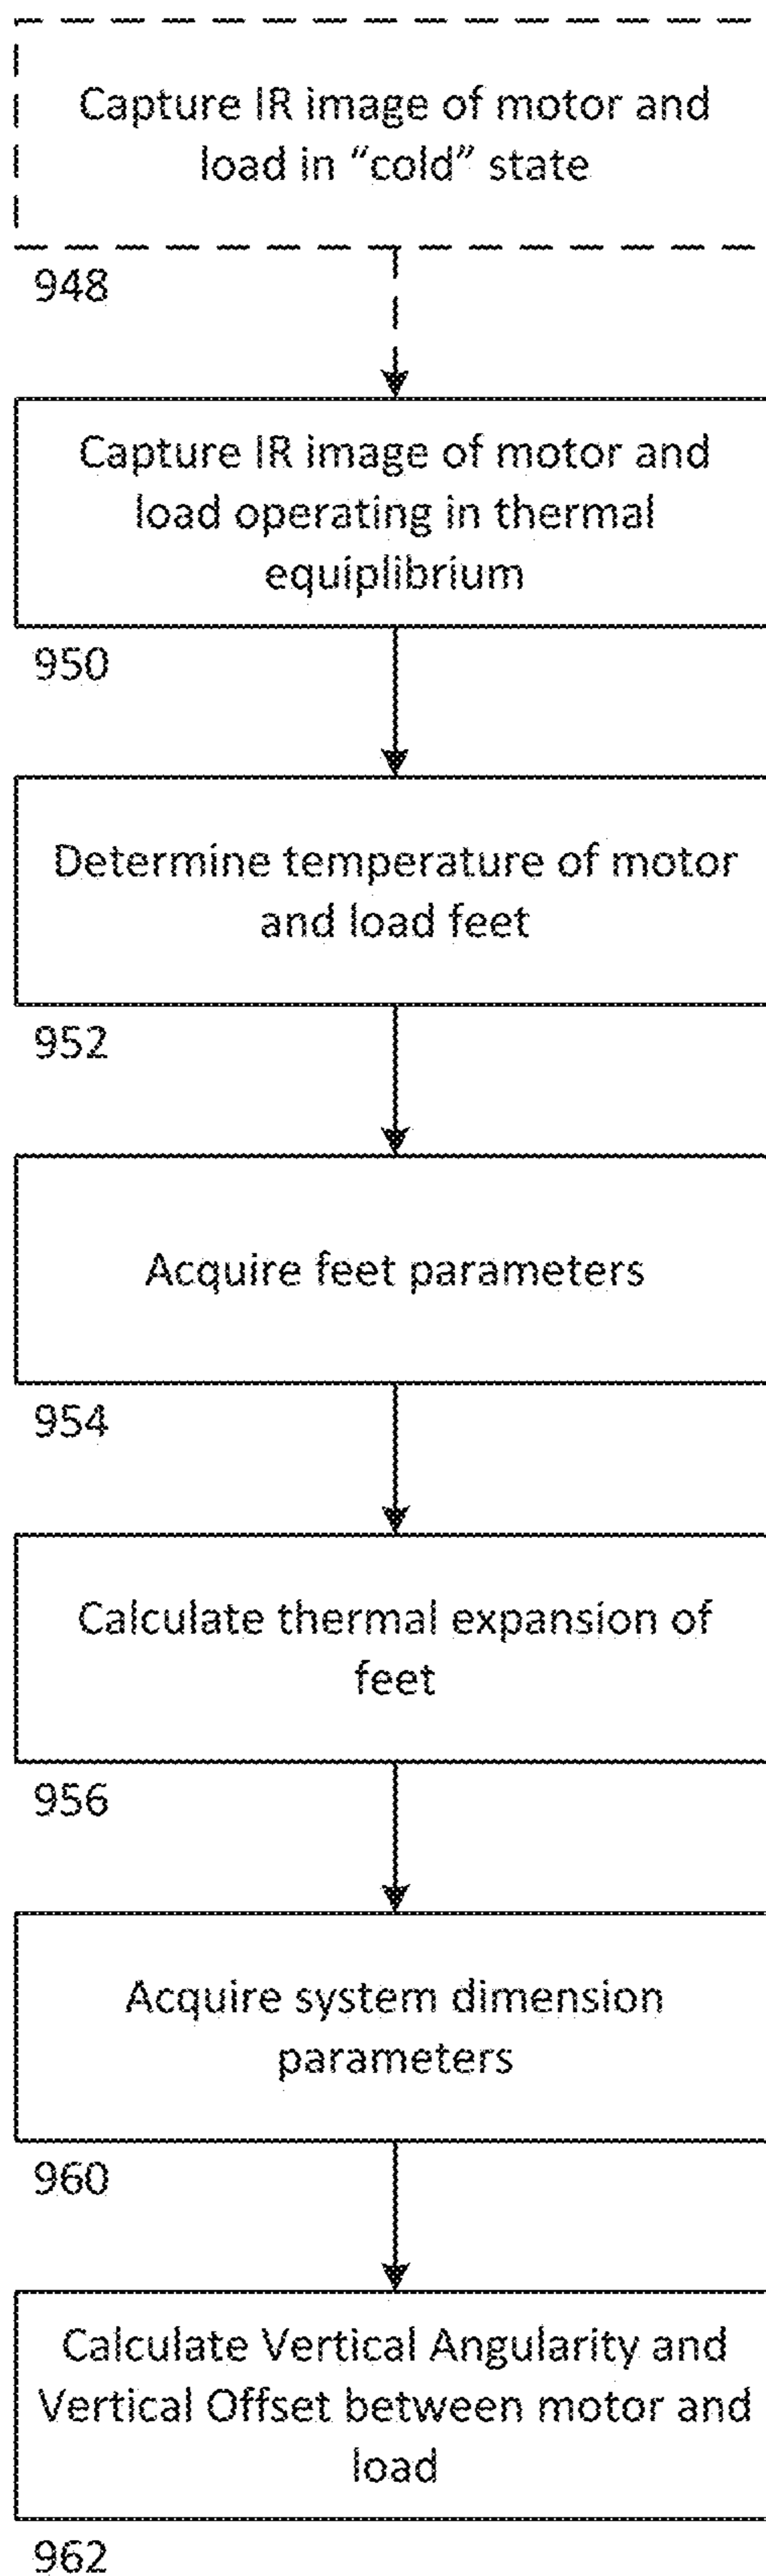 Capture IR image of motor and
load in “cold” state
948
Capture IR image of motor and
load operating in thermal
equiplibrium
950
Determine temperature of motor
and load feet
952
Acquire feet parameters
954
Calculate thermal expansion of
feet
956
Acquire system dimension
parameters
960
Calculate Vertical Angularity and
Vertical Offset between motor and
load
962